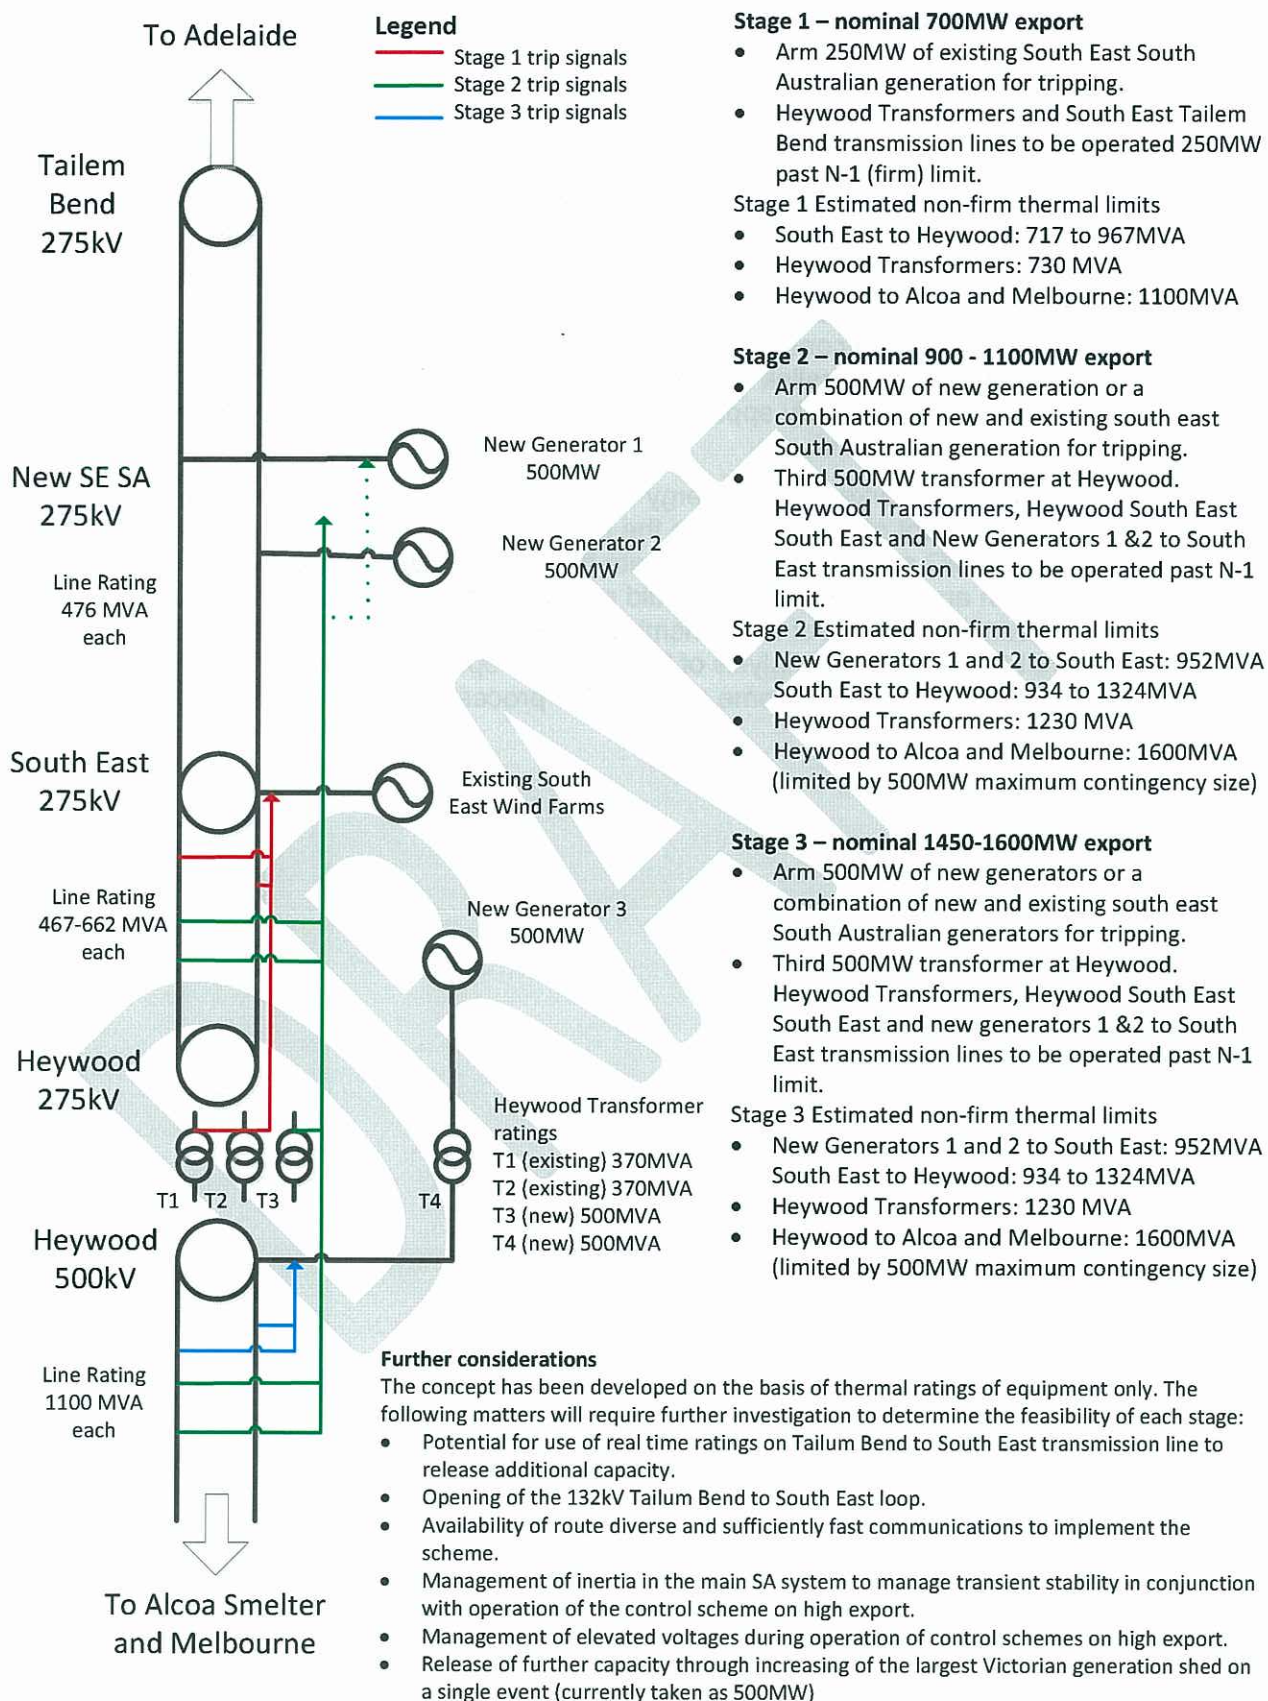 To Adelaide
Legend
Stage 1 trip signals
Stage 2 trip signals
Stage 3 trip signals
Tailem
Bend
275kV
New SE SA
275kV
New Generator 1
500MW
New Generator 2
500MW
Line Rating
476 MVA
each
South East
275kV
Existing South
East Wind Farms
Line Rating
467-662 MVA
each
New Generator 3
500MW
Heywood
275kV
T1
T2
T3
T4
Heywood Transformer
ratings
T1 (existing) 370MVA
T2 (existing) 370MVA
T3 (new) 500MVA
T4 (new) 500MVA
Heywood
500kV
Line Rating
1100 MVA
each
To Alcoa Smelter
and Melbourne
Stage 1 – nominal 700MW export
• Arm 250MW of existing South East South
Australian generation for tripping.
• Heywood Transformers and South East Tailem
Bend transmission lines to be operated 250MW
past N-1 (firm) limit.
Stage 1 Estimated non-firm thermal limits
• South East to Heywood: 717 to 967MVA
• Heywood Transformers: 730 MVA
• Heywood to Alcoa and Melbourne: 1100MVA
Stage 2 – nominal 900 - 1100MW export
• Arm 500MW of new generation or a
combination of new and existing south east
South Australian generation for tripping.
• Third 500MW transformer at Heywood.
Heywood Transformers, Heywood South East
South East and New Generators 1 &2 to South
East transmission lines to be operated past N-1
limit.
Stage 2 Estimated non-firm thermal limits
• New Generators 1 and 2 to South East: 952MVA
South East to Heywood: 934 to 1324MVA
• Heywood Transformers: 1230 MVA
• Heywood to Alcoa and Melbourne: 1600MVA
(limited by 500MW maximum contingency size)
Stage 3 – nominal 1450-1600MW export
• Arm 500MW of new generators or a
combination of new and existing south east
South Australian generators for tripping.
• Third 500MW transformer at Heywood.
Heywood Transformers, Heywood South East
South East and new generators 1 &2 to South
East transmission lines to be operated past N-1
limit.
Stage 3 Estimated non-firm thermal limits
• New Generators 1 and 2 to South East: 952MVA
South East to Heywood: 934 to 1324MVA
• Heywood Transformers: 1230 MVA
• Heywood to Alcoa and Melbourne: 1600MVA
(limited by 500MW maximum contingency size)
Further considerations
The concept has been developed on the basis of thermal ratings of equipment only. The
following matters will require further investigation to determine the feasibility of each stage:
• Potential for use of real time ratings on Tailum Bend to South East transmission line to
release additional capacity.
• Opening of the 132kV Tailum Bend to South East loop.
• Availability of route diverse and sufficiently fast communications to implement the
scheme.
• Management of inertia in the main SA system to manage transient stability in conjunction
with operation of the control scheme on high export.
• Management of elevated voltages during operation of control schemes on high export.
• Release of further capacity through increasing of the largest Victorian generation shed on
a single event (currently taken as 500MW)
DRAFT